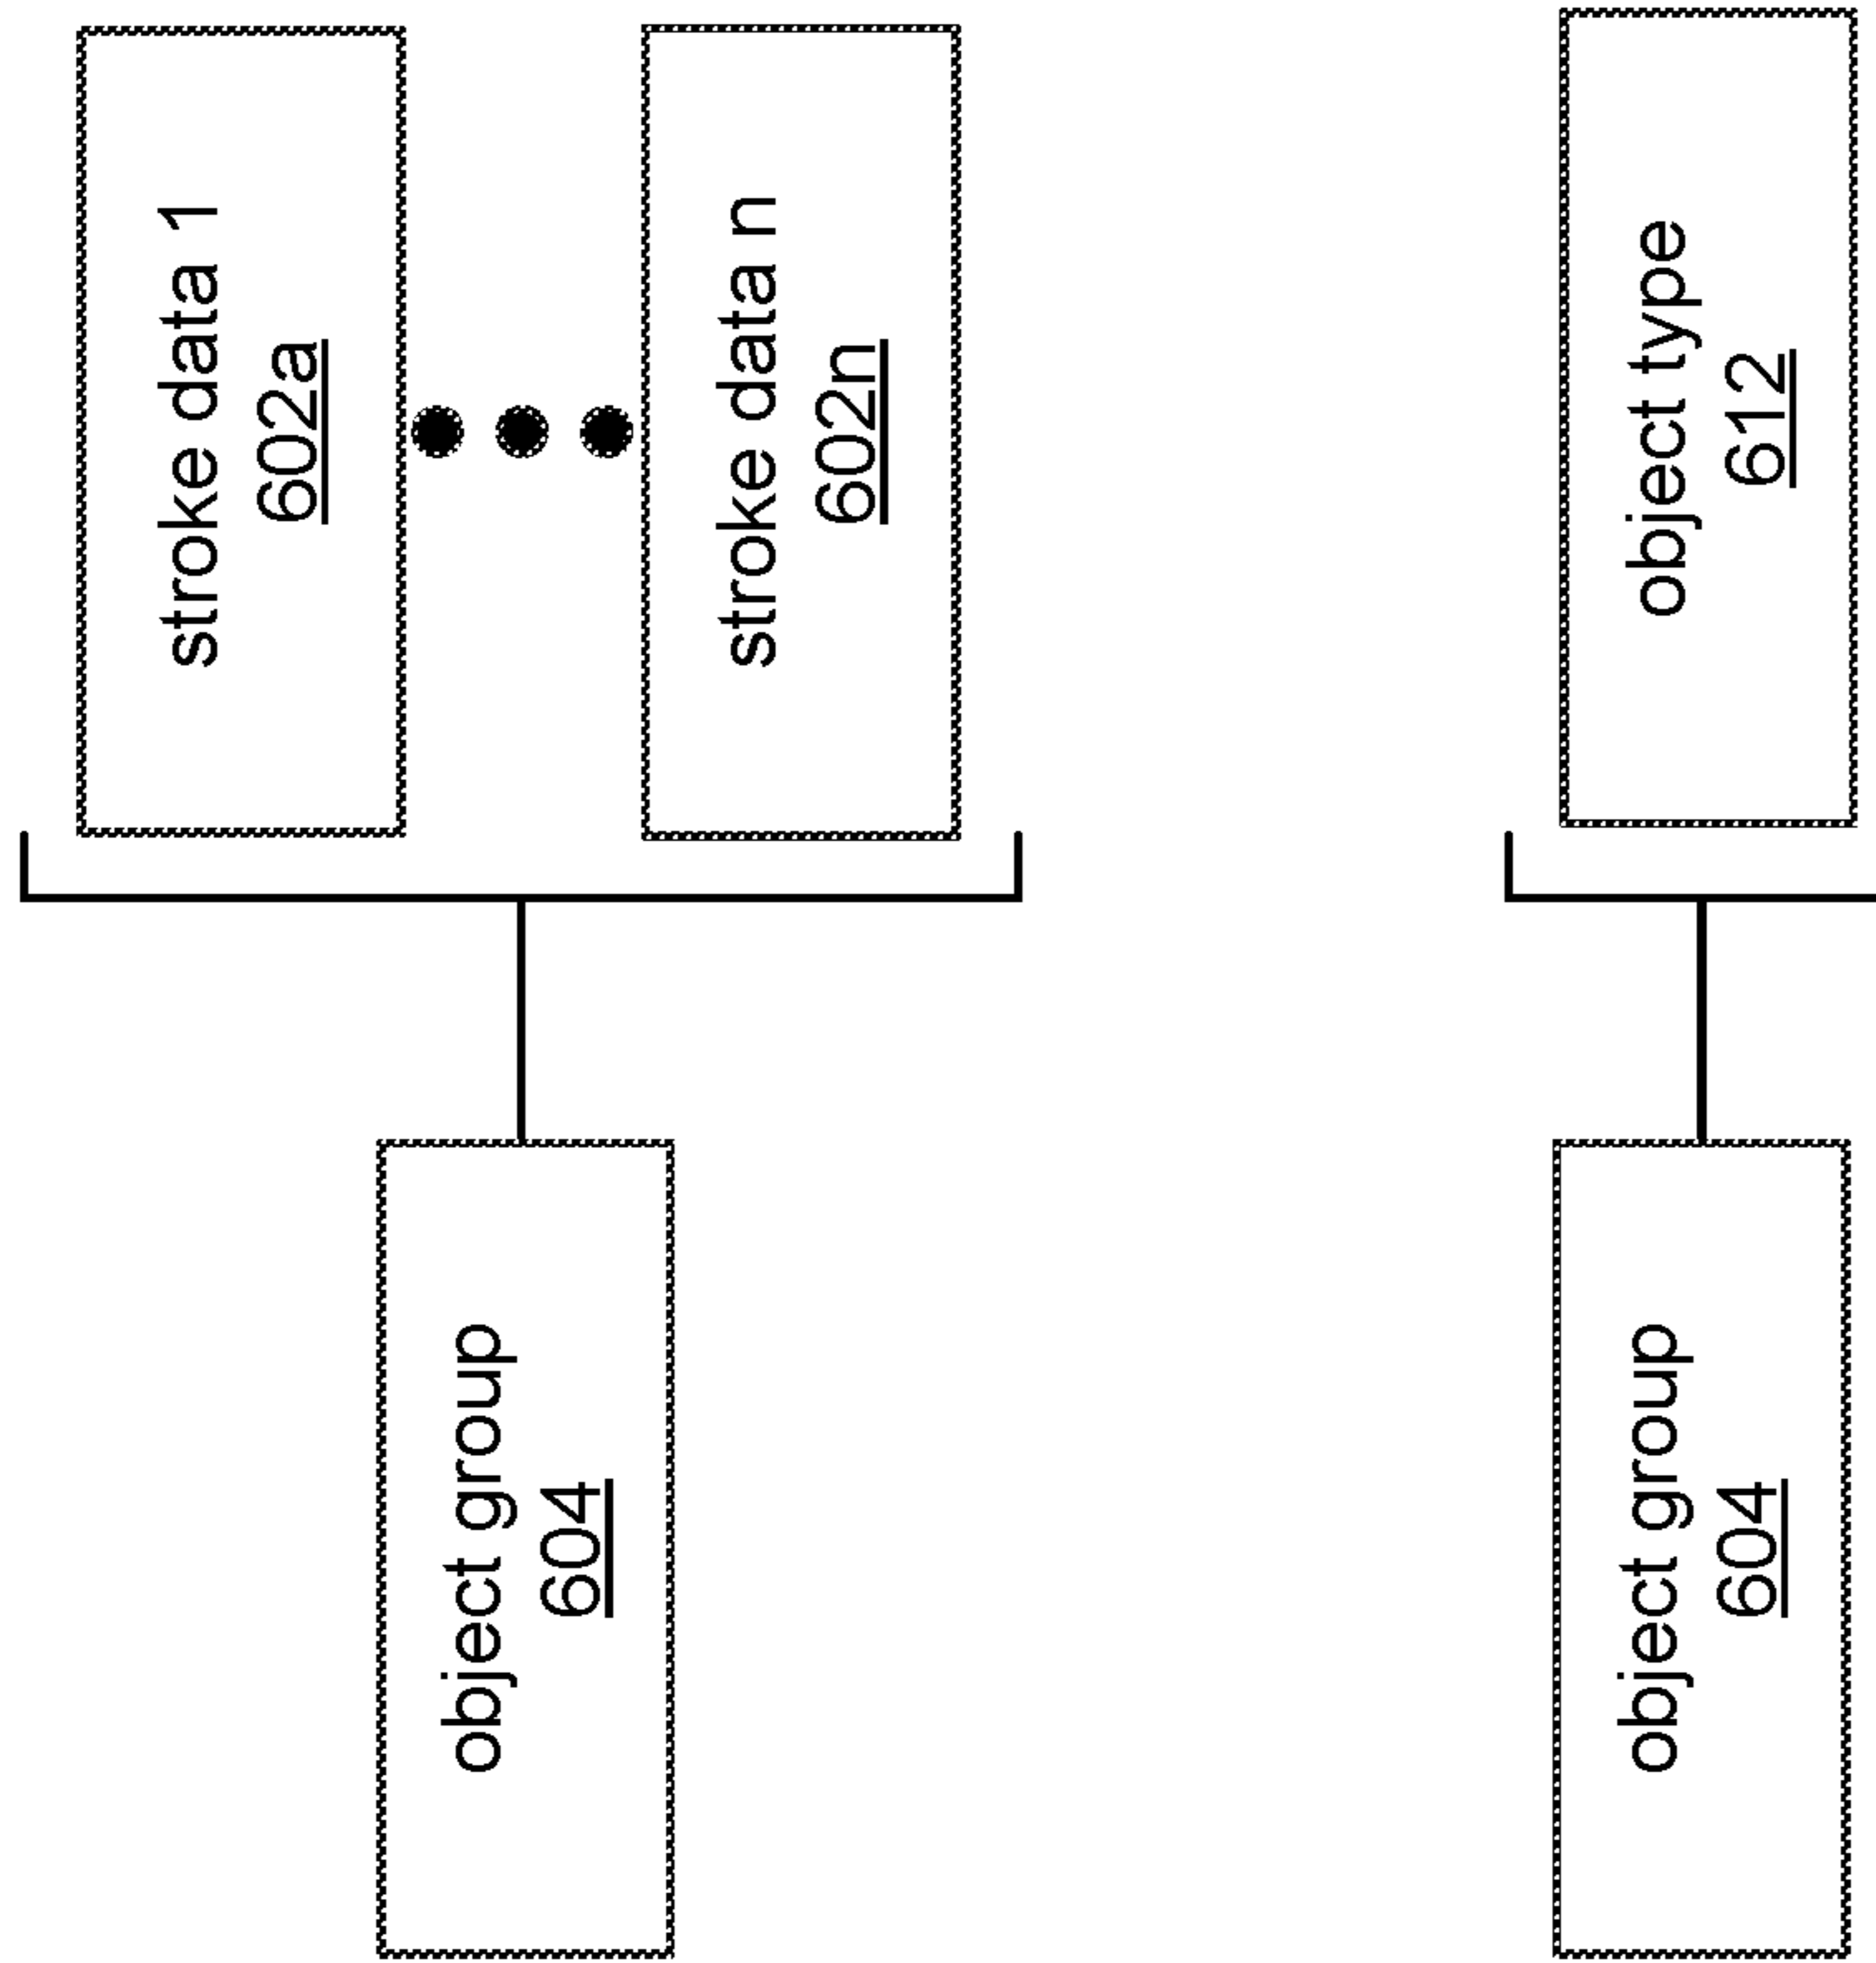 stroke data 1
602a
stroke data n
602n
object group
604
object type
612
object group
604